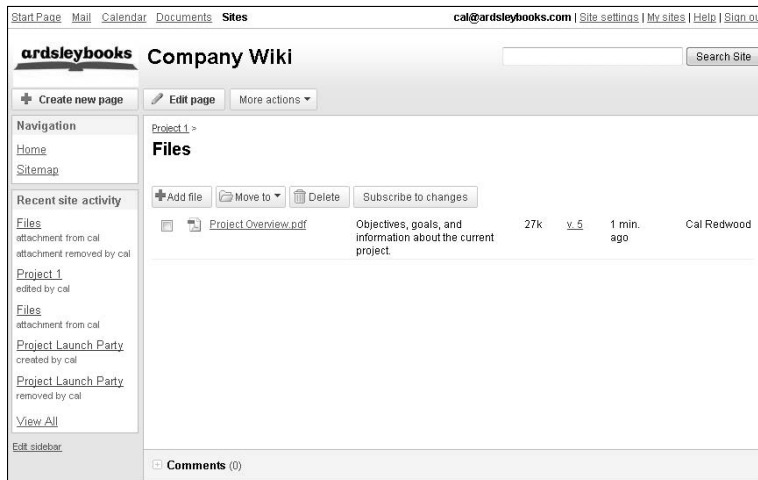 Start Page Mail Calendar Documents Sites
cal@ardsleybooks.com | Site settings | My sites | Help | Sign ou
ardsleybooks
Company Wiki
Search Site
Create new page
Edit page
More actions
Navigation
Home
Sitemap
Recent site activity
Files
attachment from cal
attachment removed by cal
Project 1
edited by cal
Files
attachment from cal
Project Launch Party
created by cal
Project Launch Party
removed by cal
View All
Edit sidebar
Project 1 >
Files
Add file Move to Delete Subscribe to changes
Project Overview.pdf
Objectives, goals, and
information about the current
project.
27k
v. 5
1 min.
ago
Cal Redwood
Comments (0)